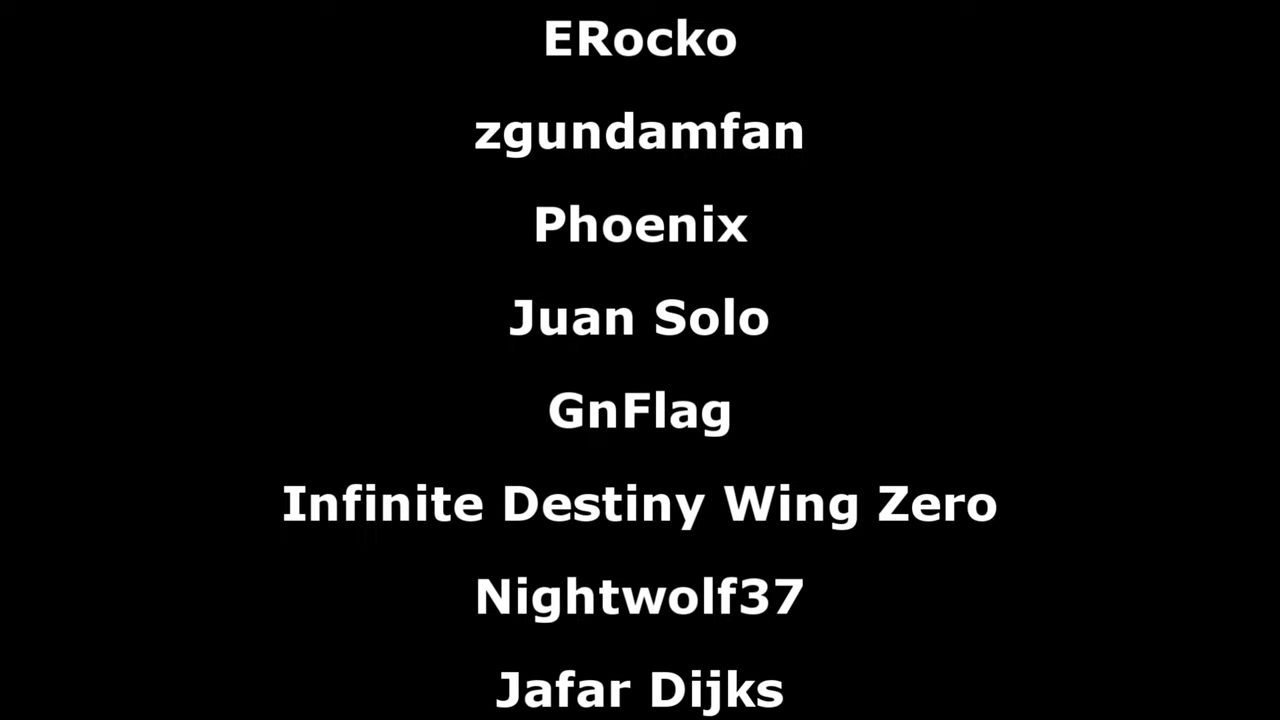 ERocko
zgundamfan
Phoenix
Juan Solo
GnFlag
Infinite Destiny Wing Zero
Nightwolf37
Jafar Dijks